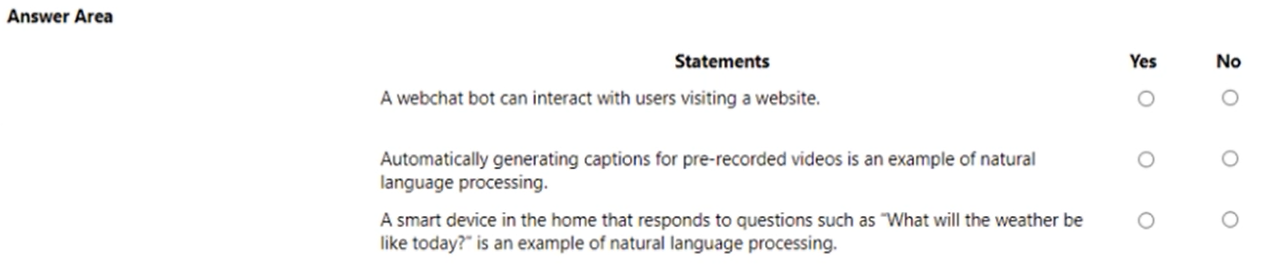 Answer Area
Statements Yes No
A webchat bot can interact with users visiting a website.
Automatically generating captions for pre-recorded videos is an example of natural
language processing.
A smart device in the home that responds to questions such as "What will the weather be
like today?" is an example of natural language processing.